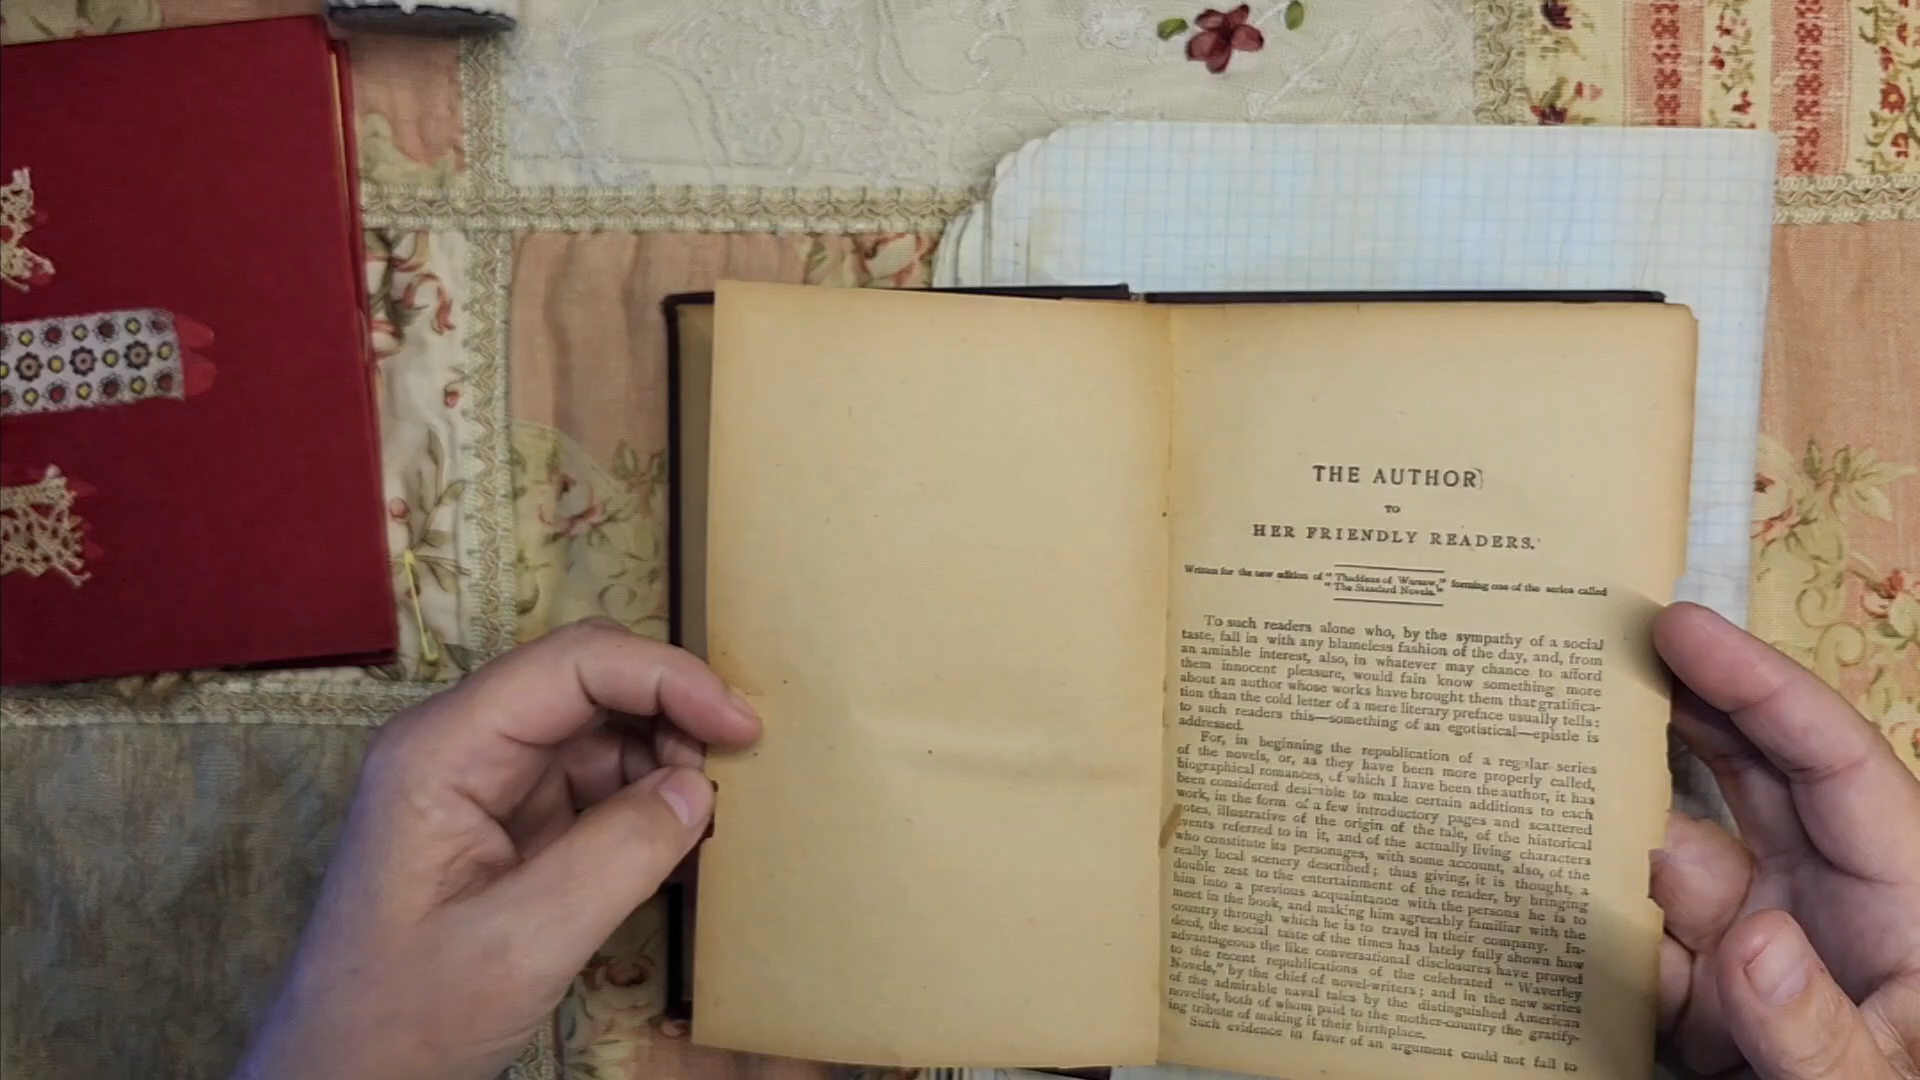 THE AUTHOR
TO
HER FRIENDLY READERS.
Written for the new edition of "Thaddeus of Warsaw," forming one of the series called
"The Standard Novels."
To such readers alone who, by the sympathy of a social
taste, fall in with any blameless fashion of the day, and, from
an amiable interest, also, in whatever may chance to afford
them innocent pleasure, would fain know something more
about an author whose works have brought them that gratifica-
tion than the cold letter of a mere literary preface usually tells:
to such readers this—something of an egotistical—epistle is
addressed.
For, in beginning the republication of a regular series
of the novels, or, as they have been more properly called,
biographical romances, of which I have been the author, it has
been considered desirable to make certain additions to each
work, in the form of a few introductory pages and scattered
notes, illustrative of the origin of the tale, of the historical
events referred to in it, and of the actually living characters
who constitute its personages, with some account, also, of the
really local scenery described; thus giving, it is thought, a
double zest to the entertainment of the reader, by bringing
him into a previous acquaintance with the persons he is to
meet in the book, and making him agreeably familiar with the
country through which he is to travel in their company. In-
deed, the social taste of the times has lately fully shown how
advantageous the like conversational disclosures have proved
to the recent republications of the celebrated "Waverley
Novels," by the chief of novel-writers; and in the new series
of the admirable naval tales by the distinguished American
novelist, both of whom paid to the mother-country the gratify-
ing tribute of making it their birthplace.
Such evidence in favor of an argument could not fail to